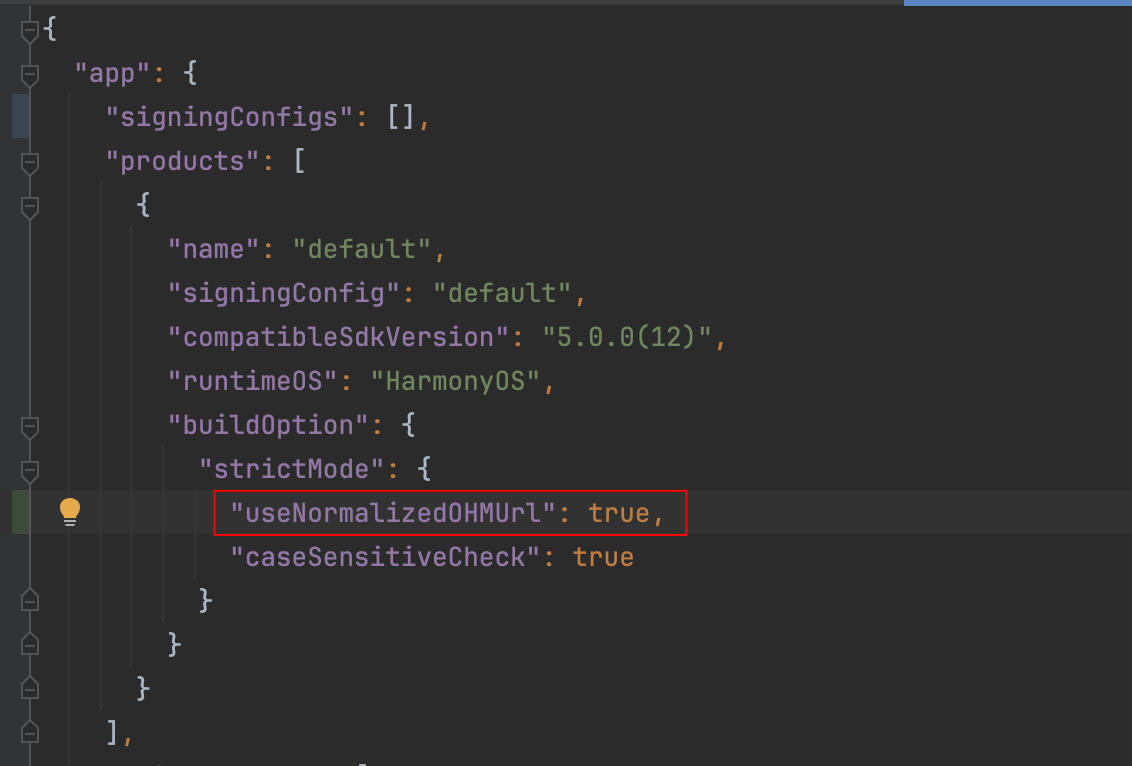 {
"app": {
"signingConfigs": [],
"products": [
{
"name": "default",
"signingConfig": "default",
"compatibleSdkVersion": "5.0.0(12)",
"runtimeOS": "HarmonyOS",
"buildOption": {
"strictMode": {
"useNormalizedOHMUrl": true,
"caseSensitiveCheck": true
}
}
}
],